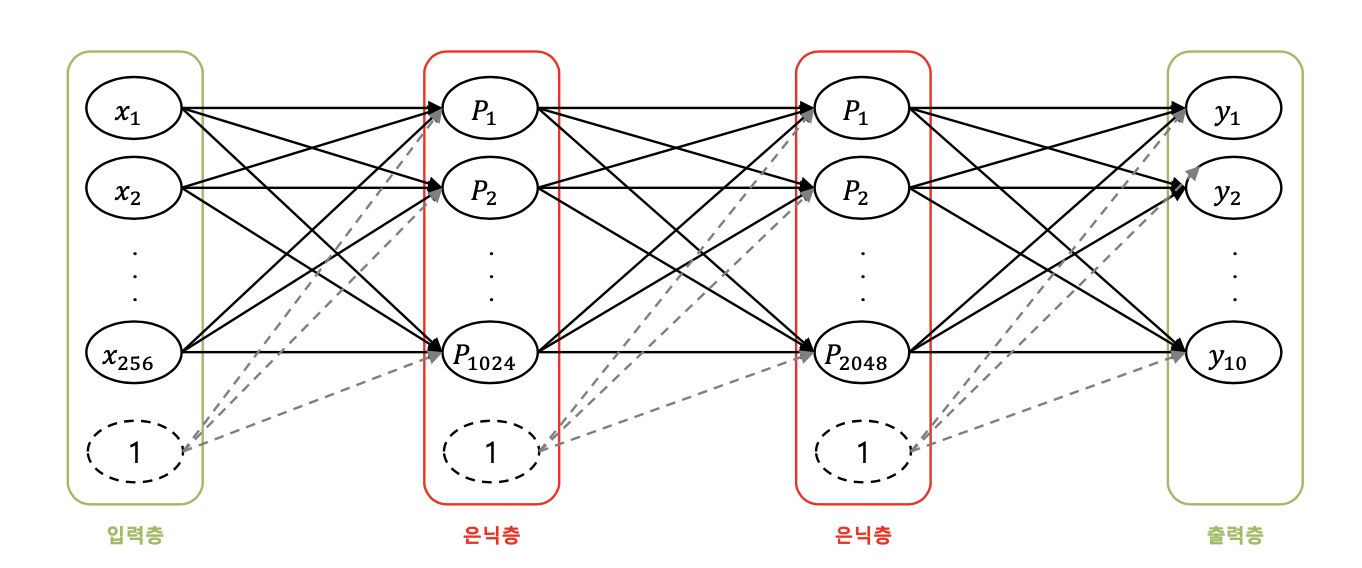 x₁ P₁ P₁ y₁
x₂ P₂ P₂ y₂
. . . .
. . . .
. . . .
x₂₅₆ P₁₀₂₄ P₂₀₄₈ y₁₀
1 1 1
입력층 은닉층 은닉층 출력층